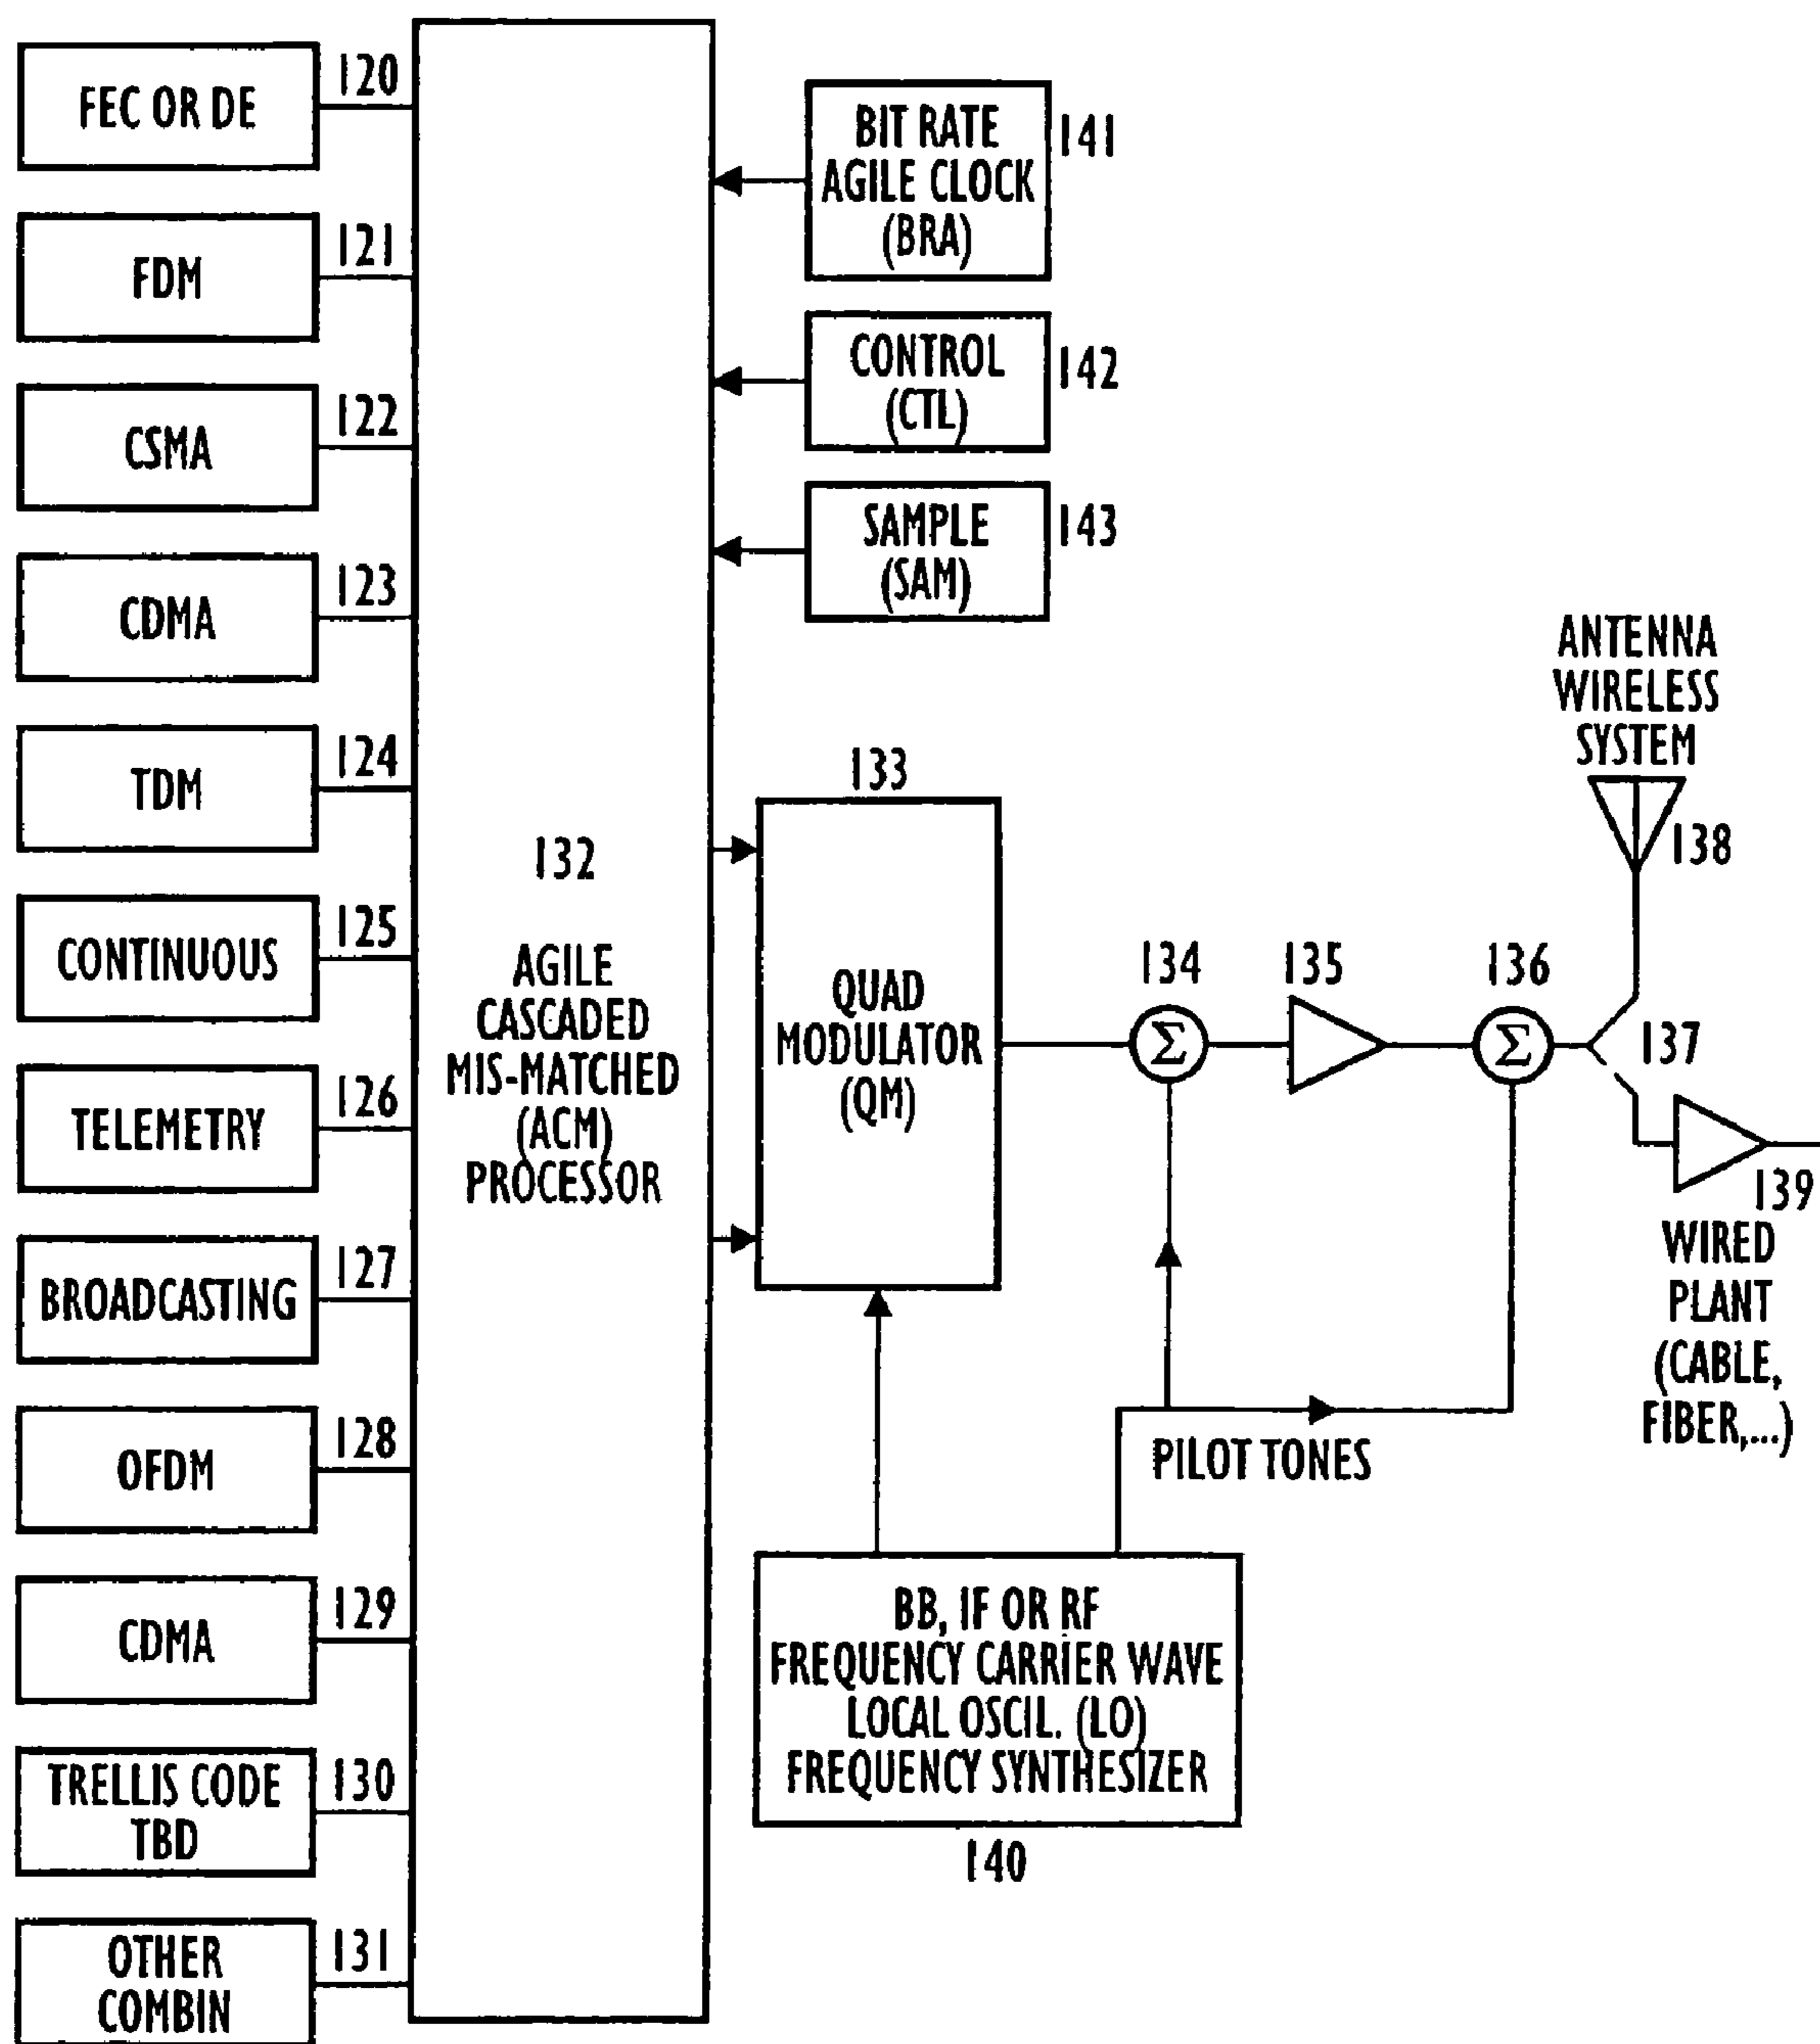 FEC OR DE
120
FDM
121
CSMA
122
CDMA
123
TDM
124
CONTINUOUS
125
TELEMETRY
126
BROADCASTING
127
OFDM
128
CDMA
129
TRELLIS CODE
TBD
130
OTHER
COMBIN
131
132
AGILE
CASCADED
MIS-MATCHED
(ACM)
PROCESSOR
BIT RATE
AGILE CLOCK
(BRA)
141
CONTROL
(CTL)
142
SAMPLE
(SAM)
143
133
QUAD
MODULATOR
(QM)
134
Σ
135
136
Σ
137
ANTENNA
WIRELESS
SYSTEM
138
139
WIRED
PLANT
(CABLE,
FIBER,...)
PILOT TONES
BB, IF OR RF
FREQUENCY CARRIER WAVE
LOCAL OSCIL. (LO)
FREQUENCY SYNTHESIZER
140